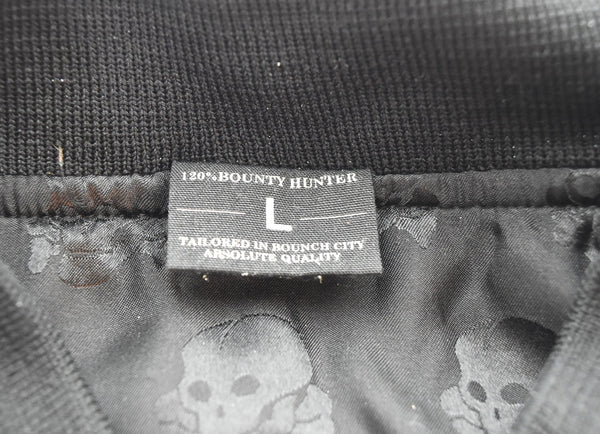 120% BOUNTY HUNTER
L
TAILORED IN BOUNCH CITY
ABSOLUTE QUALITY